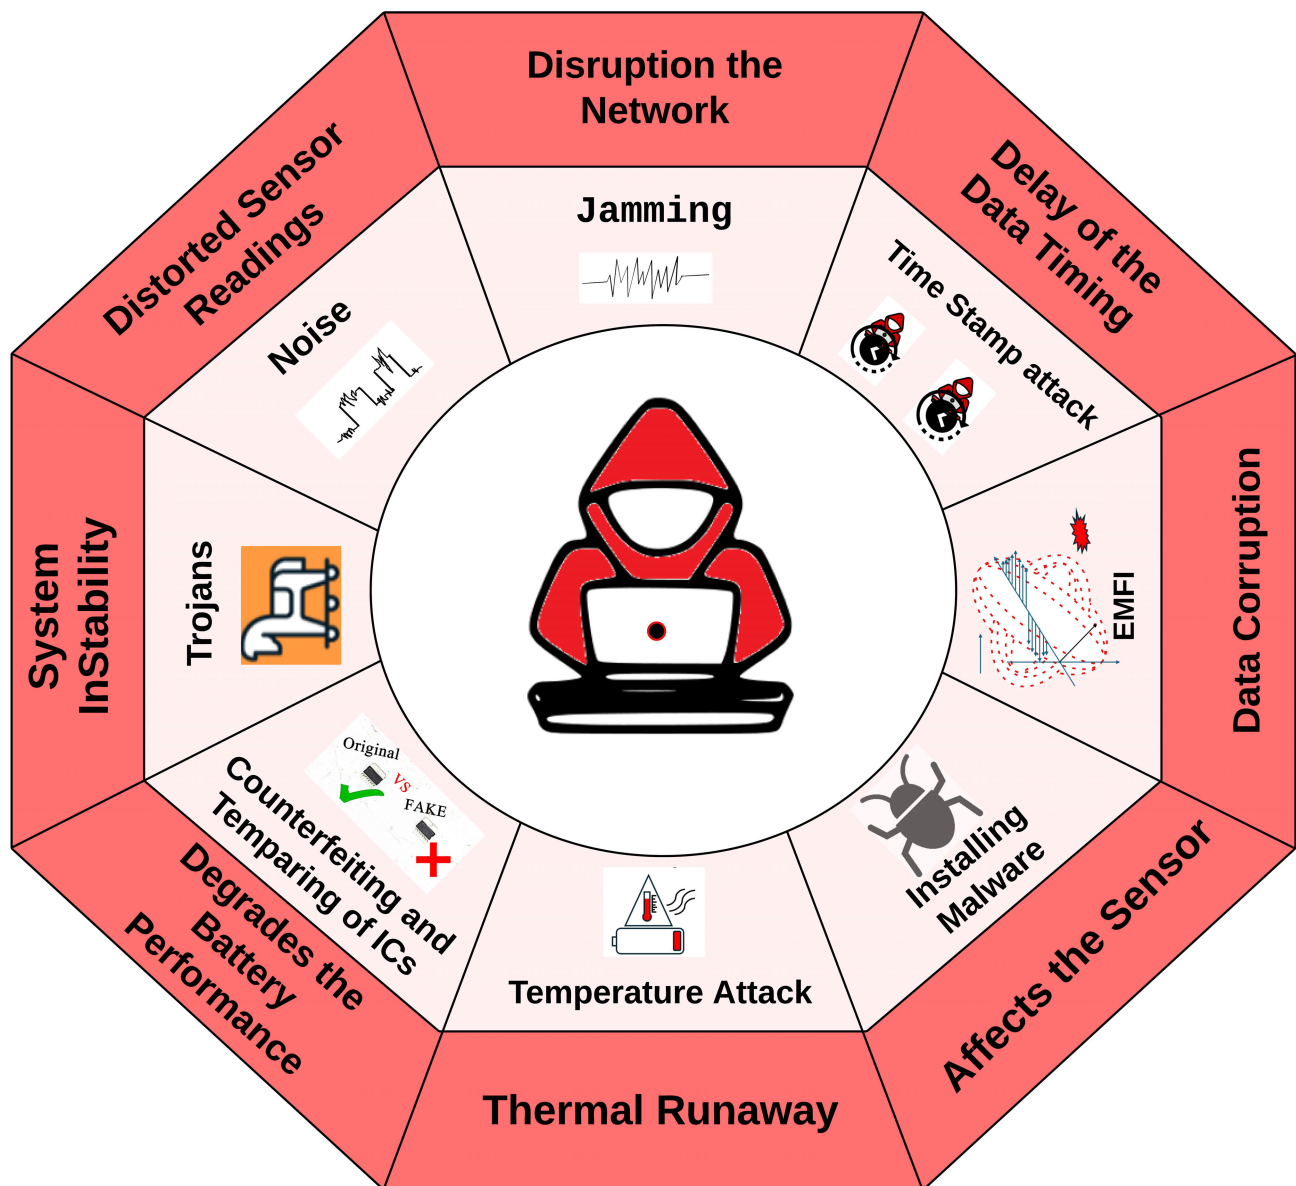 Disruption the
Network
Jamming
Delay of the
Data Timing
Time Stamp attack
Data Corruption
EMFI
Affects the Sensor
Installing
Malware
Thermal Runaway
Temperature Attack
Degrades the
Battery
Performance
Counterfeiting and
Temparing of ICs
Original
VS
FAKE
System
InStability
Trojans
Distorted Sensor
Readings
Noise